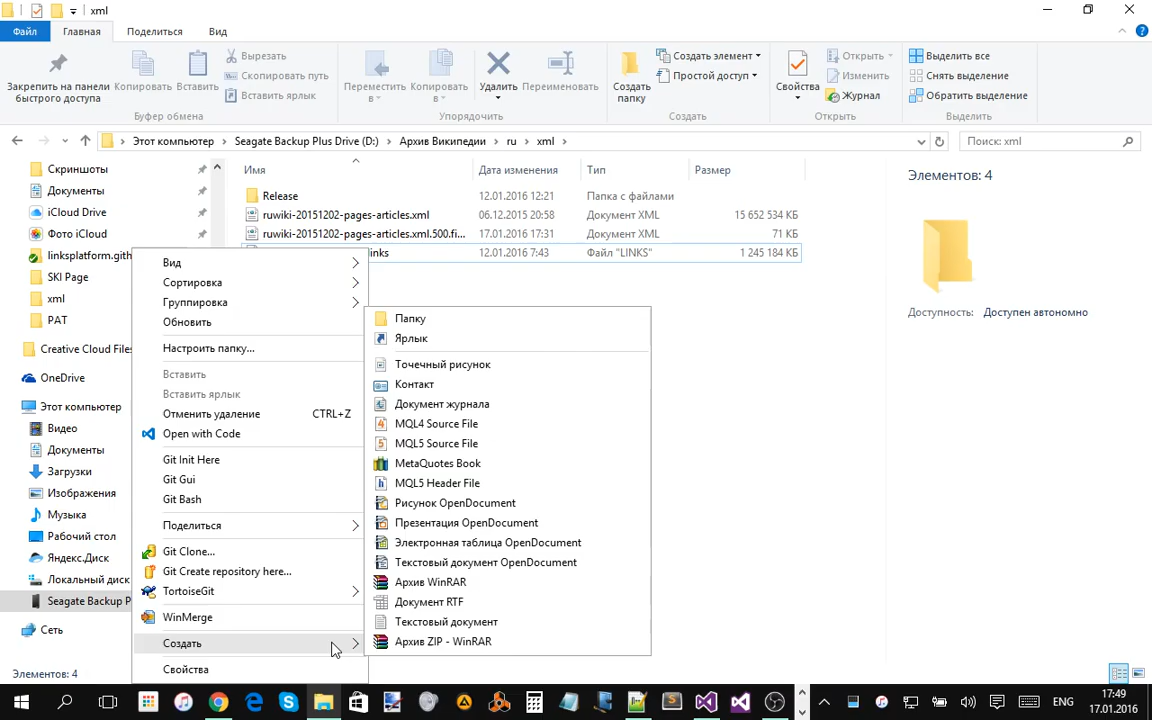 xml
Файл
Главная
Поделиться
Вид
Закрепить на панели
быстрого доступа
Копировать
Вставить
Вырезать
Скопировать путь
Вставить ярлык
Буфер обмена
Переместить
в
Копировать
в
Удалить
Переименовать
Упорядочить
Создать
папку
Создать элемент
Простой доступ
Создать
Свойства
Открыть
Изменить
Журнал
Открыть
Выделить все
Снять выделение
Обратить выделение
Выделить
Этот компьютер
Seagate Backup Plus Drive (D:)
Архив Википедии
ru
xml
Поиск: xml
Скриншоты
Документы
iCloud Drive
Фото iCloud
linksplatform.gith
SKI Page
xml
PAT
Creative Cloud Files
OneDrive
Этот компьютер
Видео
Документы
Загрузки
Изображения
Музыка
Рабочий стол
Яндекс.Диск
Локальный диск
Seagate Backup P
Сеть
Имя
Дата изменения
Тип
Размер
Release
12.01.2016 12:21
Папка с файлами
ruwiki-20151202-pages-articles.xml
06.12.2015 20:58
Документ XML
15 652 534 КБ
ruwiki-20151202-pages-articles.xml.500.fi...
17.01.2016 17:31
Документ XML
71 КБ
links
12.01.2016 7:43
Файл "LINKS"
1 245 184 КБ
Элементов: 4
Доступность:
Доступен автономно
Вид
Сортировка
Группировка
Обновить
Настроить папку...
Вставить
Вставить ярлык
Отменить удаление
CTRL+Z
Open with Code
Git Init Here
Git Gui
Git Bash
Поделиться
Git Clone...
Git Create repository here...
TortoiseGit
WinMerge
Создать
Свойства
Папку
Ярлык
Точечный рисунок
Контакт
Документ журнала
MQL4 Source File
MQL5 Source File
MetaQuotes Book
MQL5 Header File
Рисунок OpenDocument
Презентация OpenDocument
Электронная таблица OpenDocument
Текстовый документ OpenDocument
Архив WinRAR
Документ RTF
Текстовый документ
Архив ZIP - WinRAR
Элементов: 4
ENG
17:49
17.01.2016